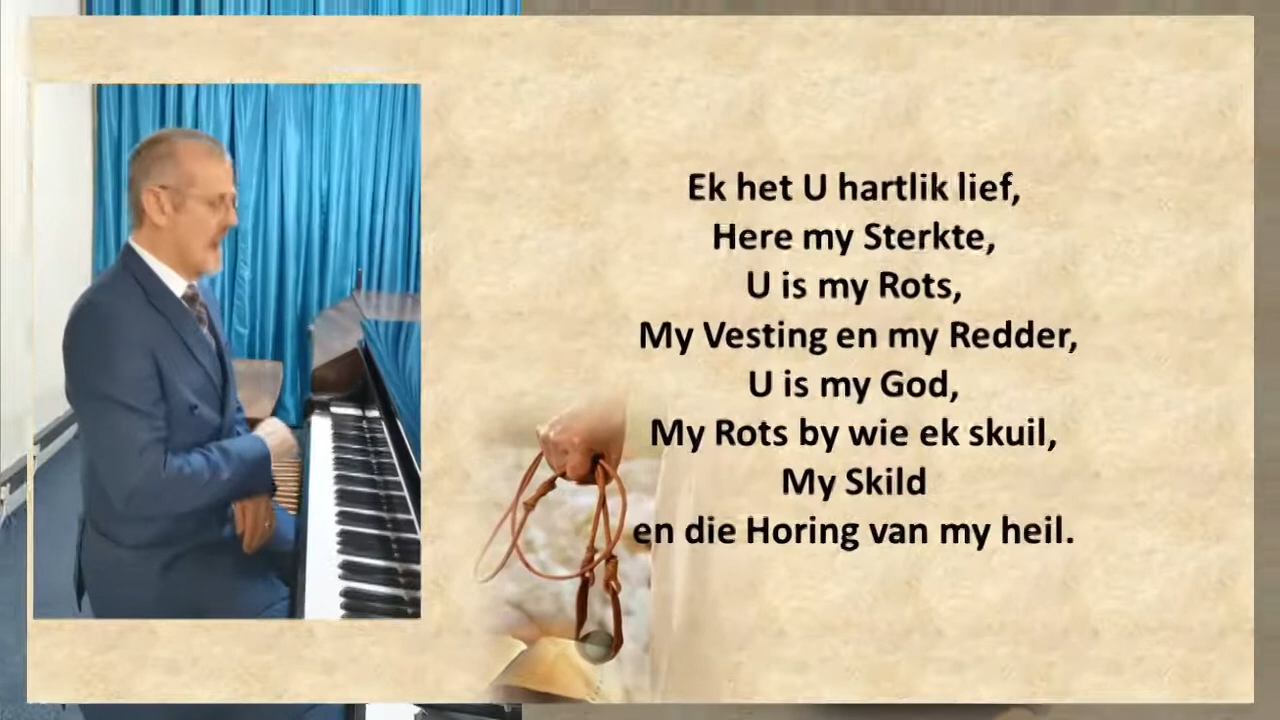 Ek het U hartlik lief,
Here my Sterkte,
U is my Rots,
My Vesting en my Redder,
U is my God,
My Rots by wie ek skuil,
My Skild
en die Horing van my heil.